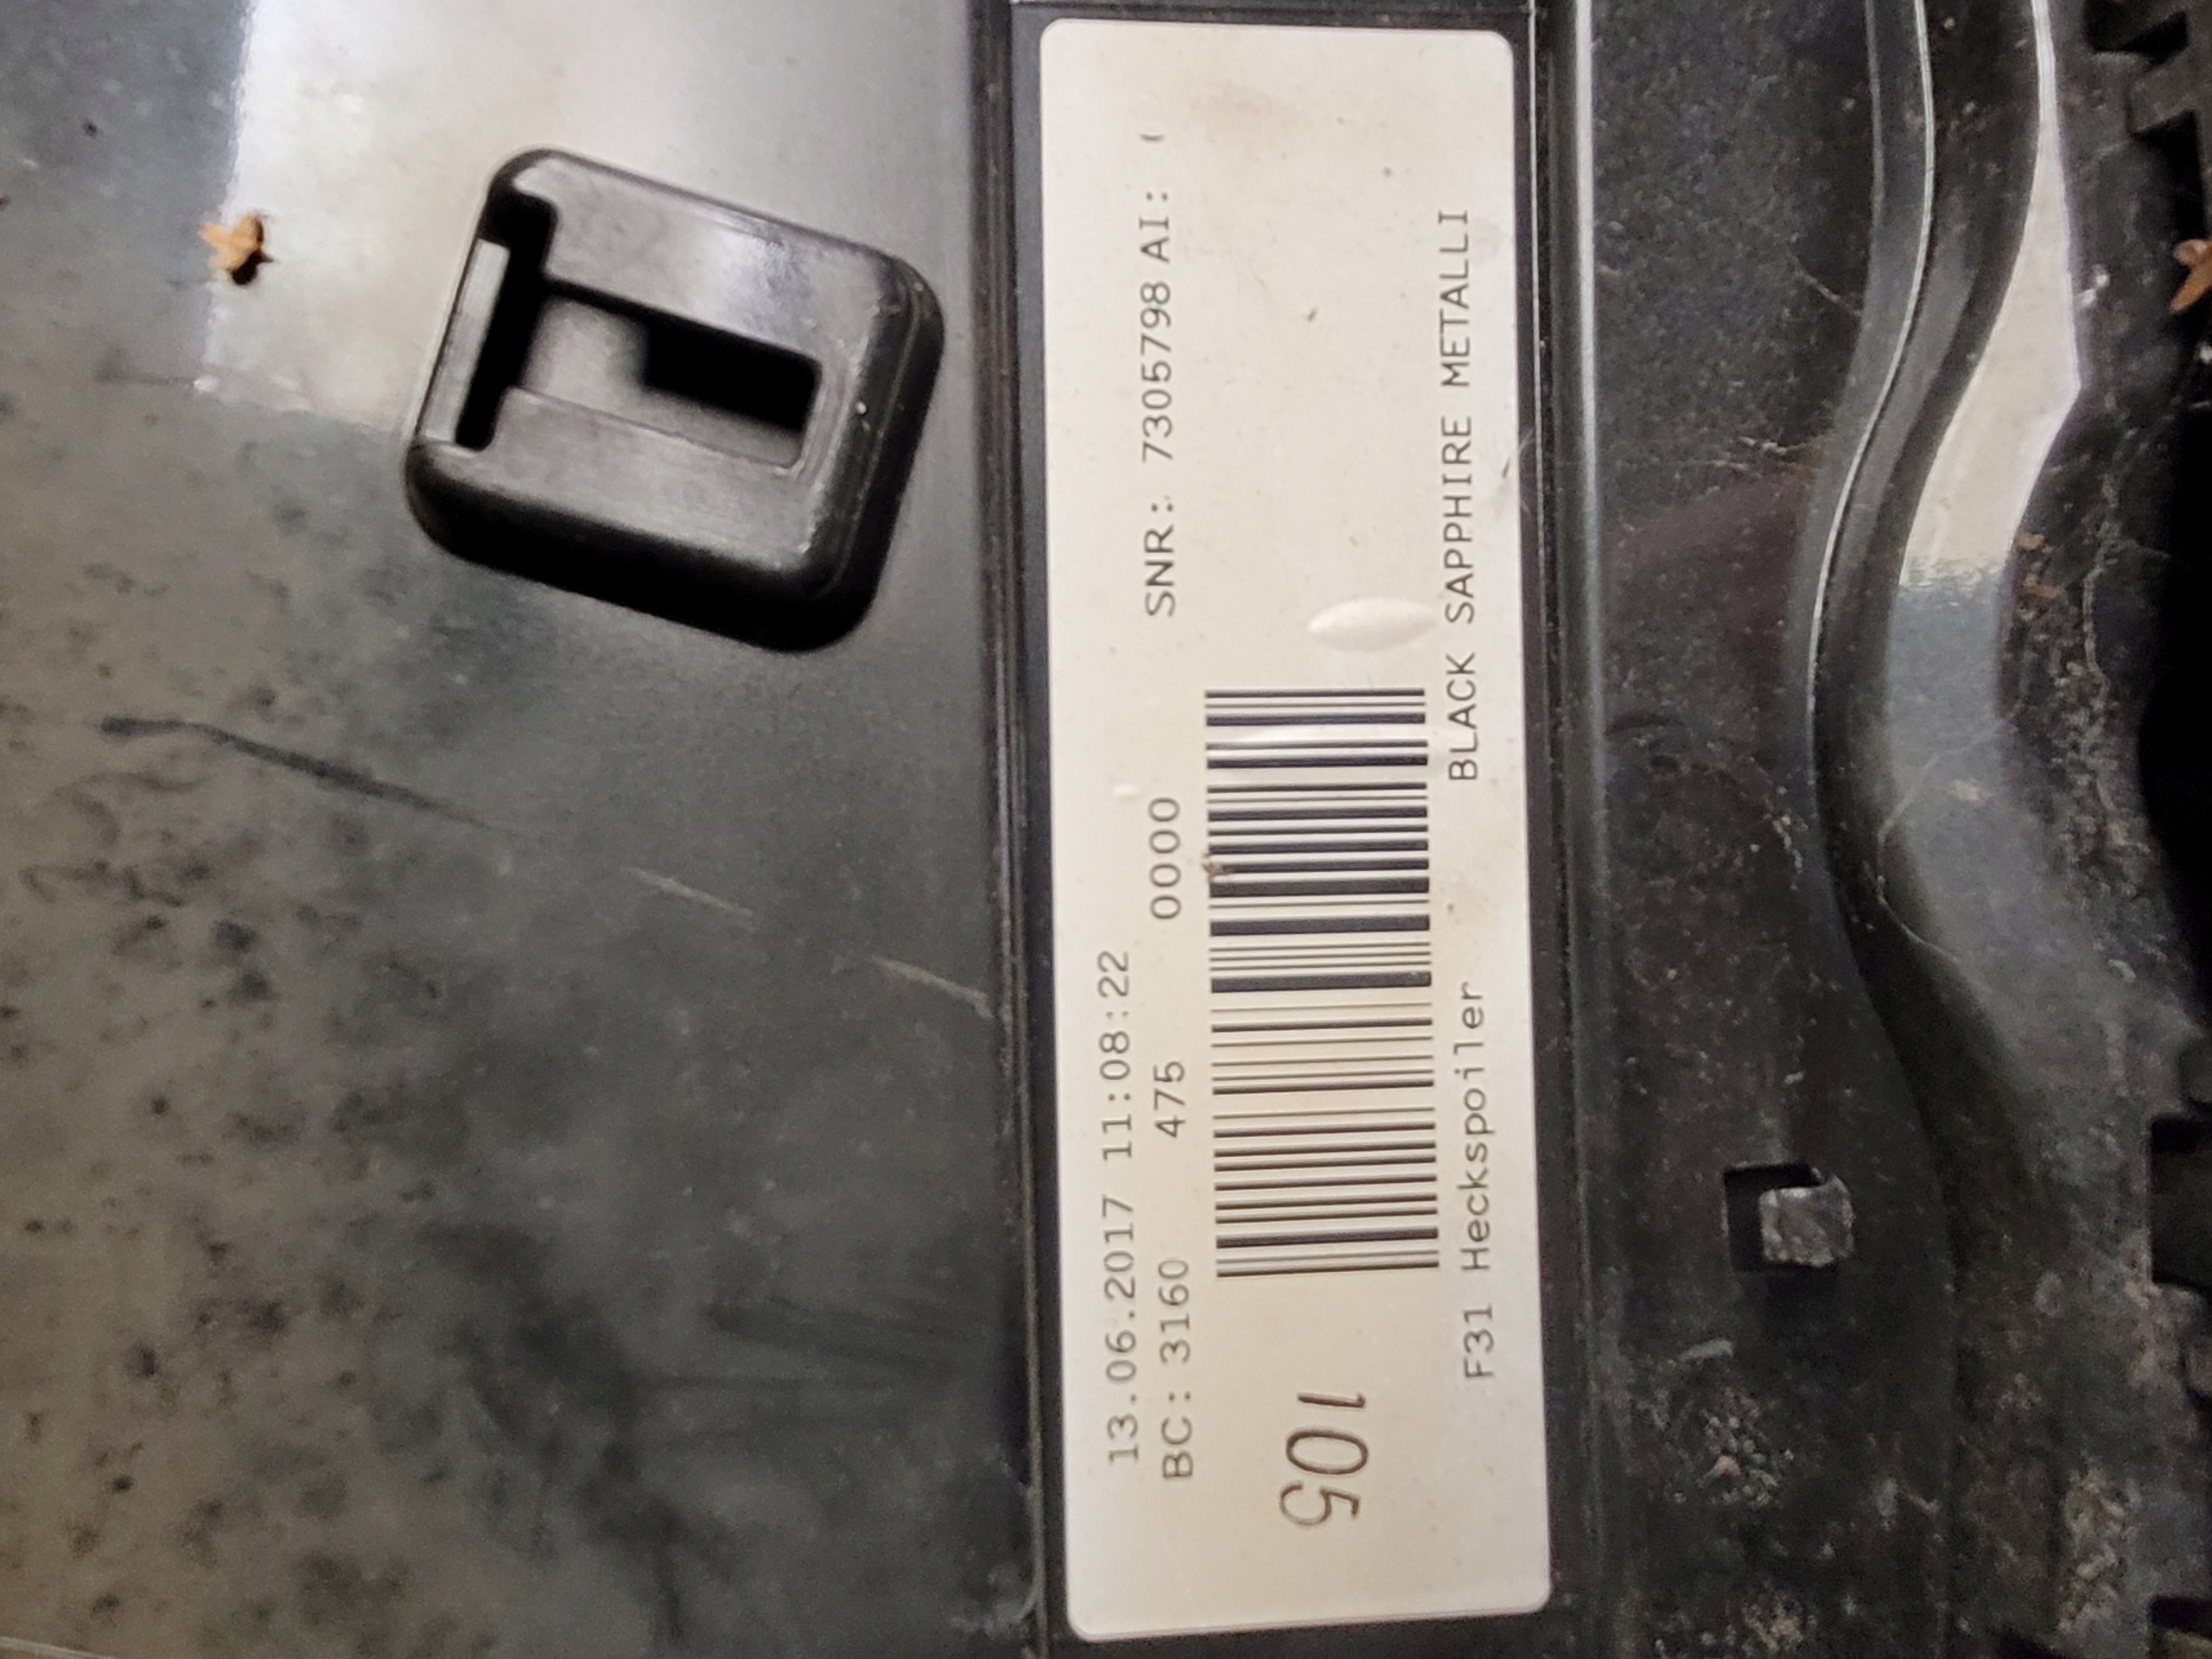 13.06.2017 11:08:22
BC: 3160 475 0000 SNR: 7305798 AI: (
105
F31 Heckspoiler BLACK SAPPHIRE METALLI